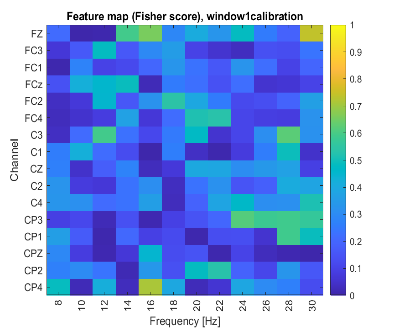 Feature map (Fisher score), window1calibration
FZ
FC3
FC1
FCz
FC2
FC4
C3
C1
CZ
C2
C4
CP3
CP1
CPZ
CP2
CP4
Channel
8 10 12 14 16 18 20 22 24 26 28 30
Frequency [Hz]
1
0.9
0.8
0.7
0.6
0.5
0.4
0.3
0.2
0.1
0